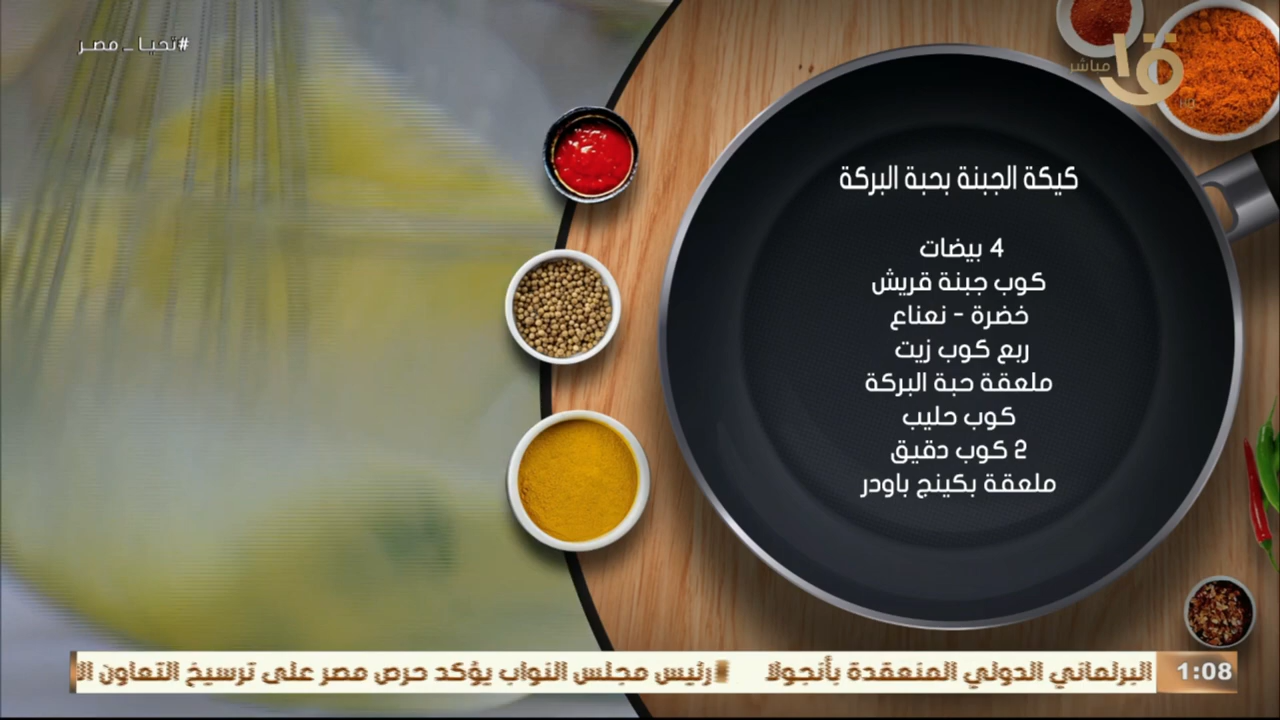 #تحيا_مصر
مباشر
كيكة الجبنة بحبة البركة
4 بيضات
كوب جبنة قريش
خضرة - نعناع
ربع كوب زيت
ملعقة حبة البركة
كوب حليب
2 كوب دقيق
ملعقة بكينج باودر
1:08
البرلماني الدولي المنعقدة بأنجولا رئيس مجلس النواب يؤكد حرص مصر على ترسيخ التعاون